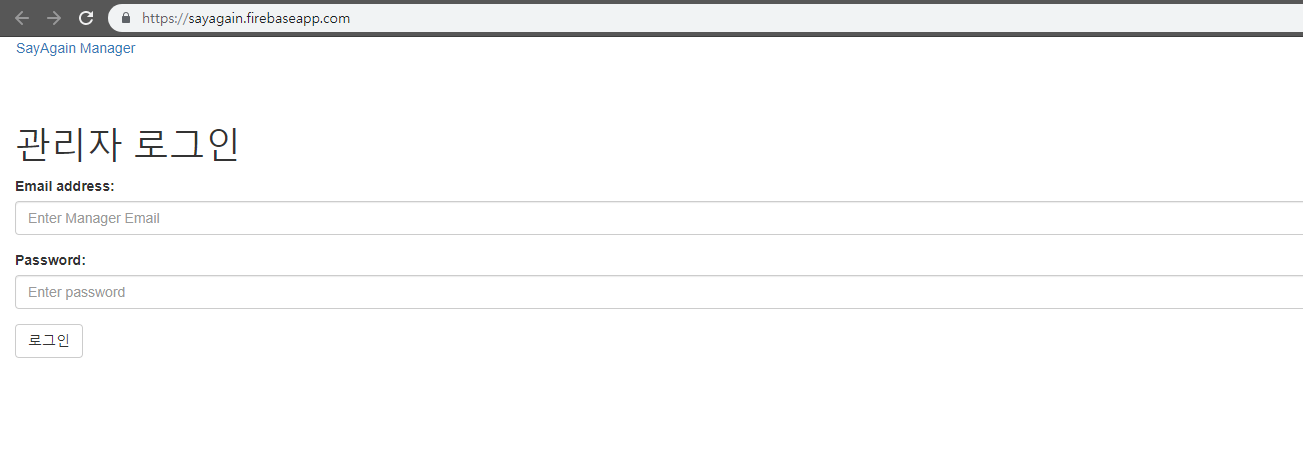 https://sayagain.firebaseapp.com
SayAgain Manager
관리자 로그인
Email address:
Enter Manager Email
Password:
Enter password
로그인